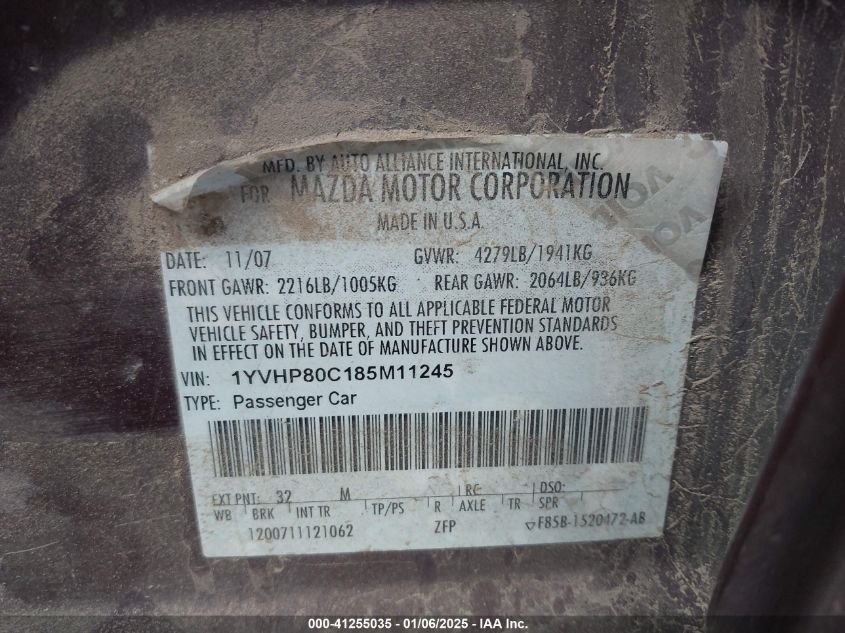 MFD. BY AUTO ALLIANCE INTERNATIONAL, INC.
FOR MAZDA MOTOR CORPORATION
MADE IN U.S.A.
DATE: 11/07 GVWR: 4279LB/1941KG
FRONT GAWR: 2216LB/1005KG REAR GAWR: 2064LB/936KG
THIS VEHICLE CONFORMS TO ALL APPLICABLE FEDERAL MOTOR
VEHICLE SAFETY, BUMPER, AND THEFT PREVENTION STANDARDS
IN EFFECT ON THE DATE OF MANUFACTURE SHOWN ABOVE.
VIN: 1YVHP80C185M11245
TYPE: Passenger Car
EXT PNT: 32 M RC: DSO:
WB BRK INT TR TP/PS R AXLE TR SPR
1200711121062 ZFP F85B-1520472-AB
000-41255035 - 01/06/2025 - IAA Inc.